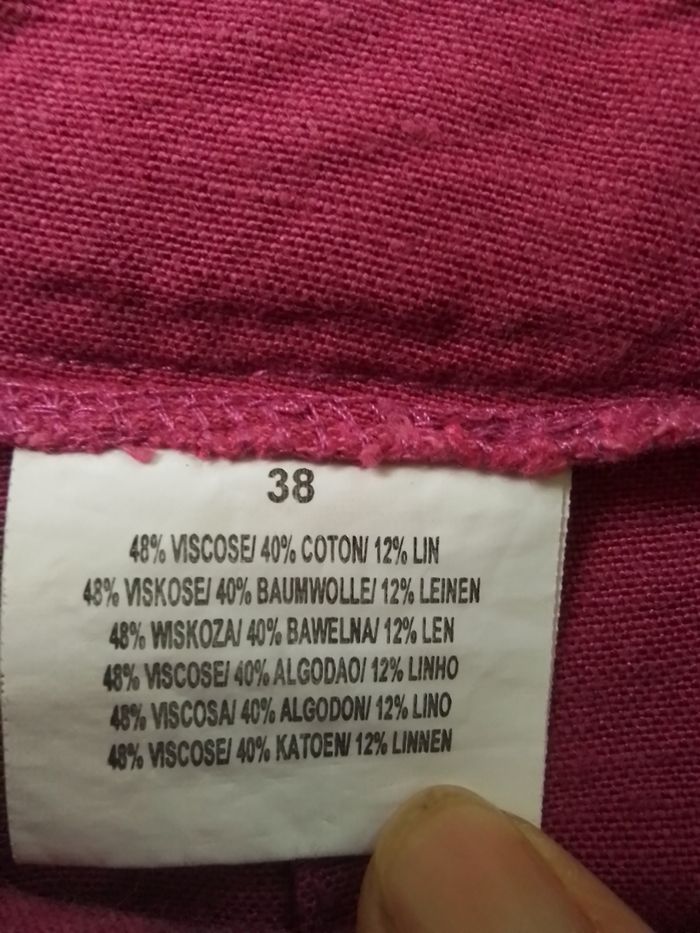 38
48% VISCOSE/ 40% COTON/ 12% LIN
48% VISKOSE/ 40% BAUMWOLLE/ 12% LEINEN
48% WISKOZA/ 40% BAWELNA/ 12% LEN
48% VISCOSE/ 40% ALGODAO/ 12% LINHO
48% VISCOSA/ 40% ALGODON/ 12% LINO
48% VISCOSE/ 40% KATOEN/ 12% LINNEN